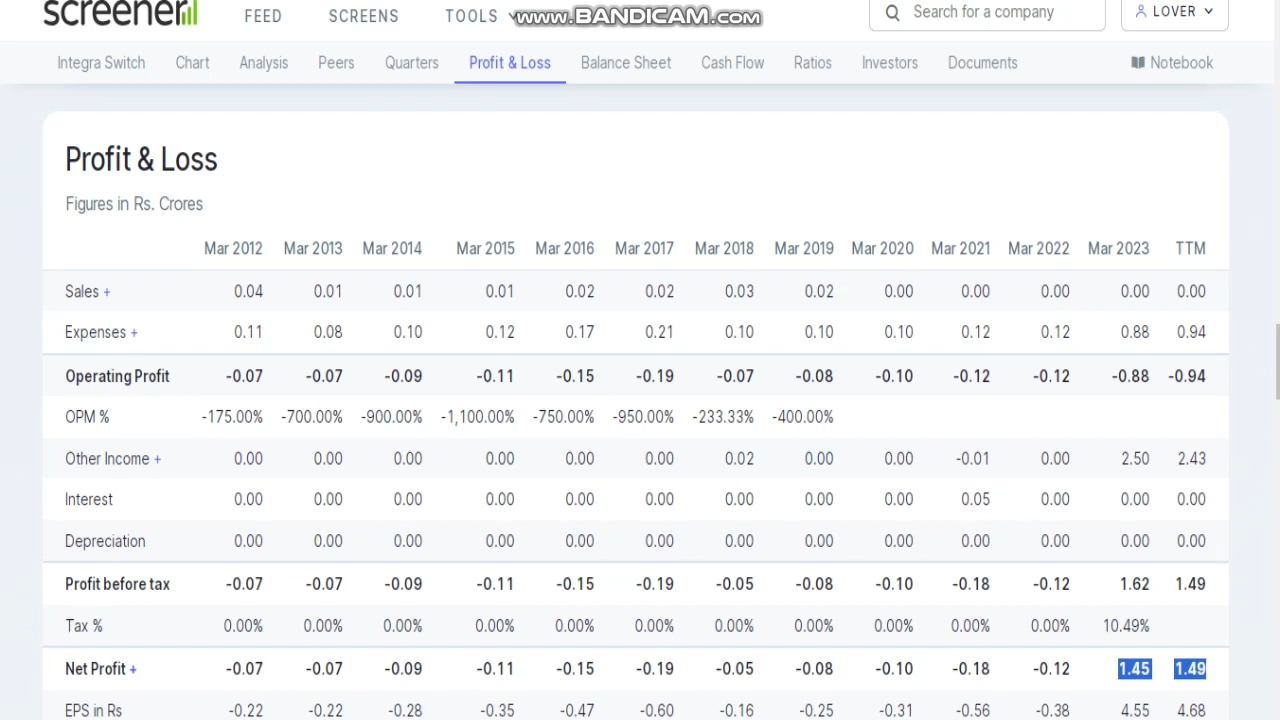 screener
FEED SCREENS TOOLS Search for a company LOVER
www.BANDICAM.com
Integra Switch Chart Analysis Peers Quarters Profit & Loss Balance Sheet Cash Flow Ratios Investors Documents Notebook
Profit & Loss
Figures in Rs. Crores
Mar 2012 Mar 2013 Mar 2014 Mar 2015 Mar 2016 Mar 2017 Mar 2018 Mar 2019 Mar 2020 Mar 2021 Mar 2022 Mar 2023 TTM
Sales + 0.04 0.01 0.01 0.01 0.02 0.02 0.03 0.02 0.00 0.00 0.00 0.00 0.00
Expenses + 0.11 0.08 0.10 0.12 0.17 0.21 0.10 0.10 0.10 0.12 0.12 0.88 0.94
Operating Profit -0.07 -0.07 -0.09 -0.11 -0.15 -0.19 -0.07 -0.08 -0.10 -0.12 -0.12 -0.88 -0.94
OPM % -175.00% -700.00% -900.00% -1,100.00% -750.00% -950.00% -233.33% -400.00%
Other Income + 0.00 0.00 0.00 0.00 0.00 0.00 0.02 0.00 0.00 -0.01 0.00 2.50 2.43
Interest 0.00 0.00 0.00 0.00 0.00 0.00 0.00 0.00 0.00 0.05 0.00 0.00 0.00
Depreciation 0.00 0.00 0.00 0.00 0.00 0.00 0.00 0.00 0.00 0.00 0.00 0.00 0.00
Profit before tax -0.07 -0.07 -0.09 -0.11 -0.15 -0.19 -0.05 -0.08 -0.10 -0.18 -0.12 1.62 1.49
Tax % 0.00% 0.00% 0.00% 0.00% 0.00% 0.00% 0.00% 0.00% 0.00% 0.00% 0.00% 10.49%
Net Profit + -0.07 -0.07 -0.09 -0.11 -0.15 -0.19 -0.05 -0.08 -0.10 -0.18 -0.12 1.45 1.49
EPS in Rs -0.22 -0.22 -0.28 -0.35 -0.47 -0.60 -0.16 -0.25 -0.31 -0.56 -0.38 4.55 4.68